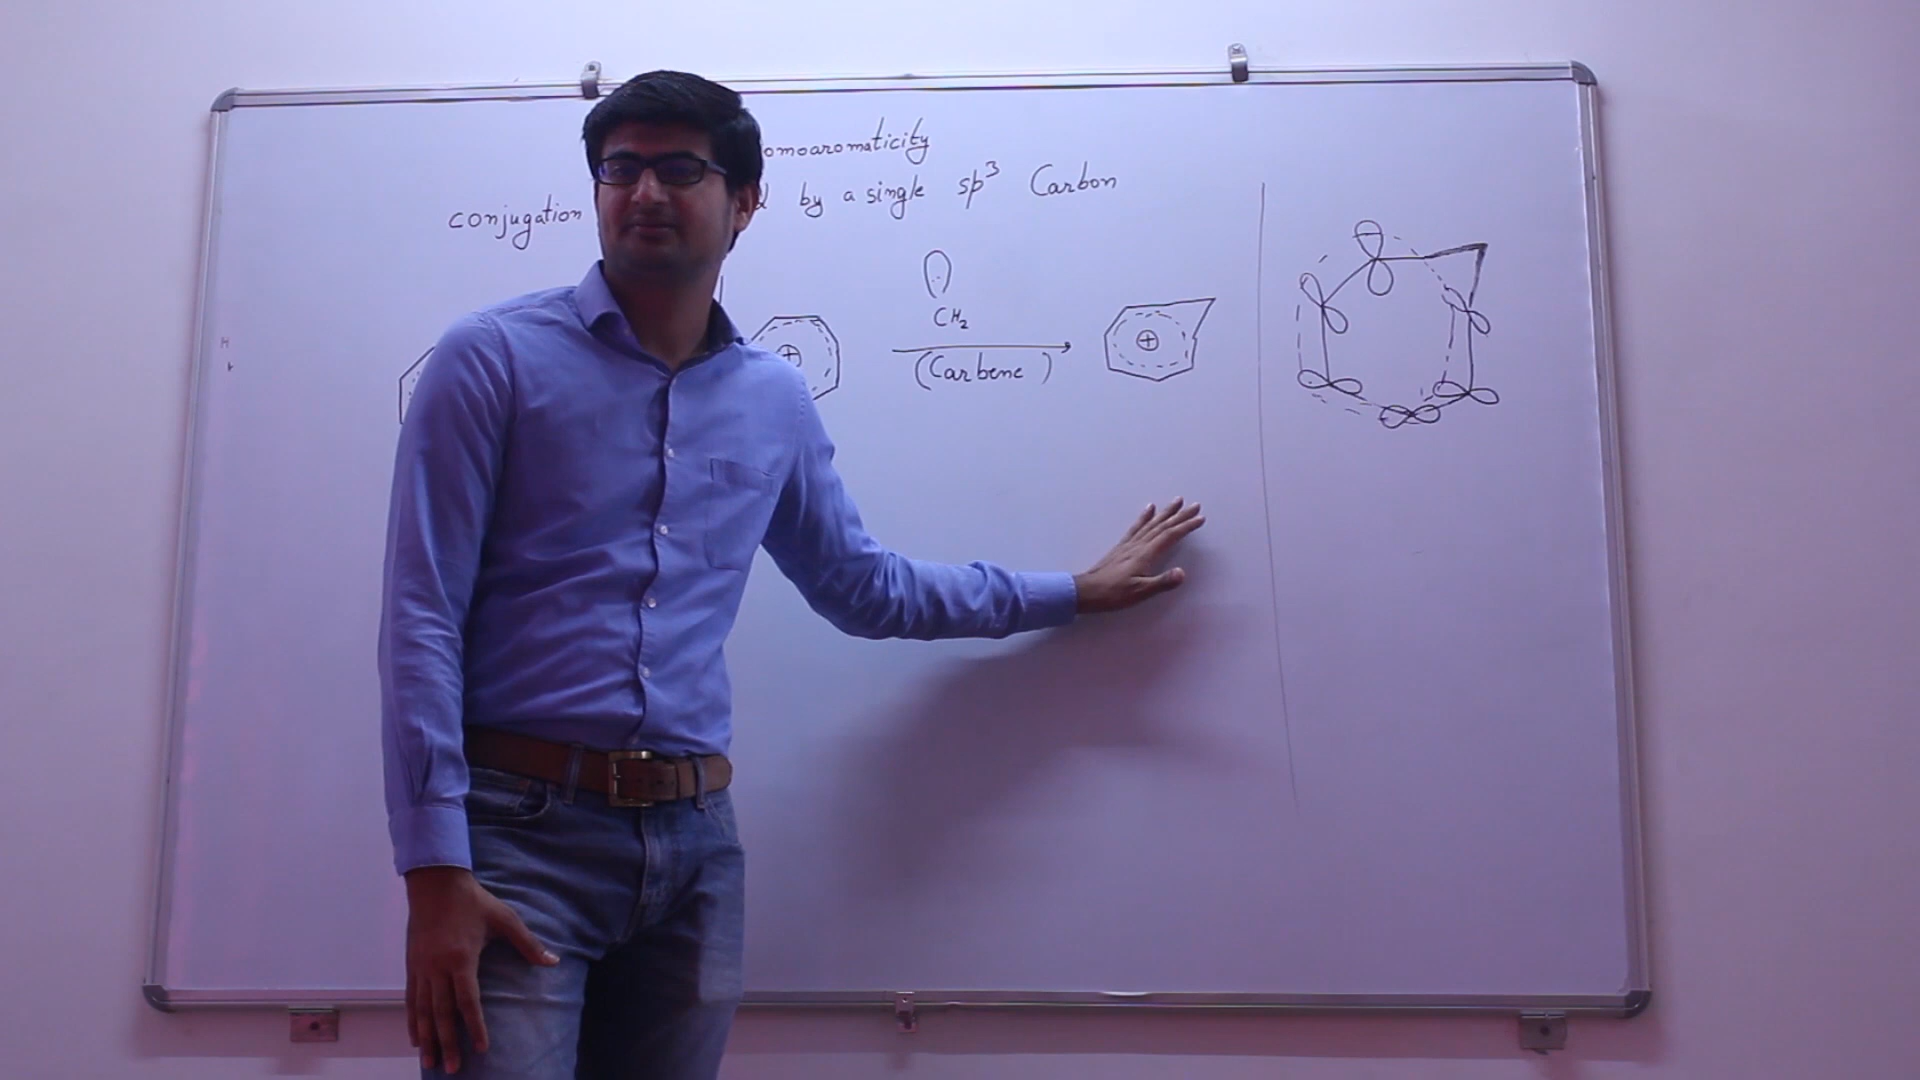 omoaromaticity
conjugation by a single sp³ Carbon
CH₂
+ +
(Carbene)